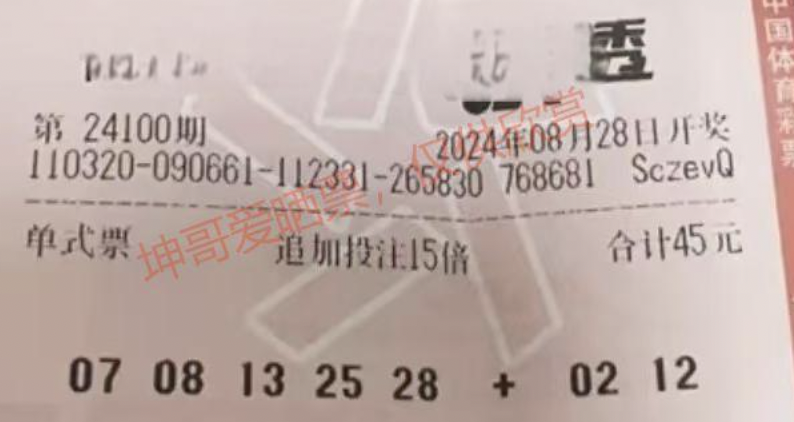 秀
中国体育彩票
第 24100期 2024年08月28日开奖
110320-090661-112331-265830 768681 SczevQ
坤哥爱晒票，仅供欣赏
单式票 追加投注15倍 合计45元
07 08 13 25 28 + 02 12